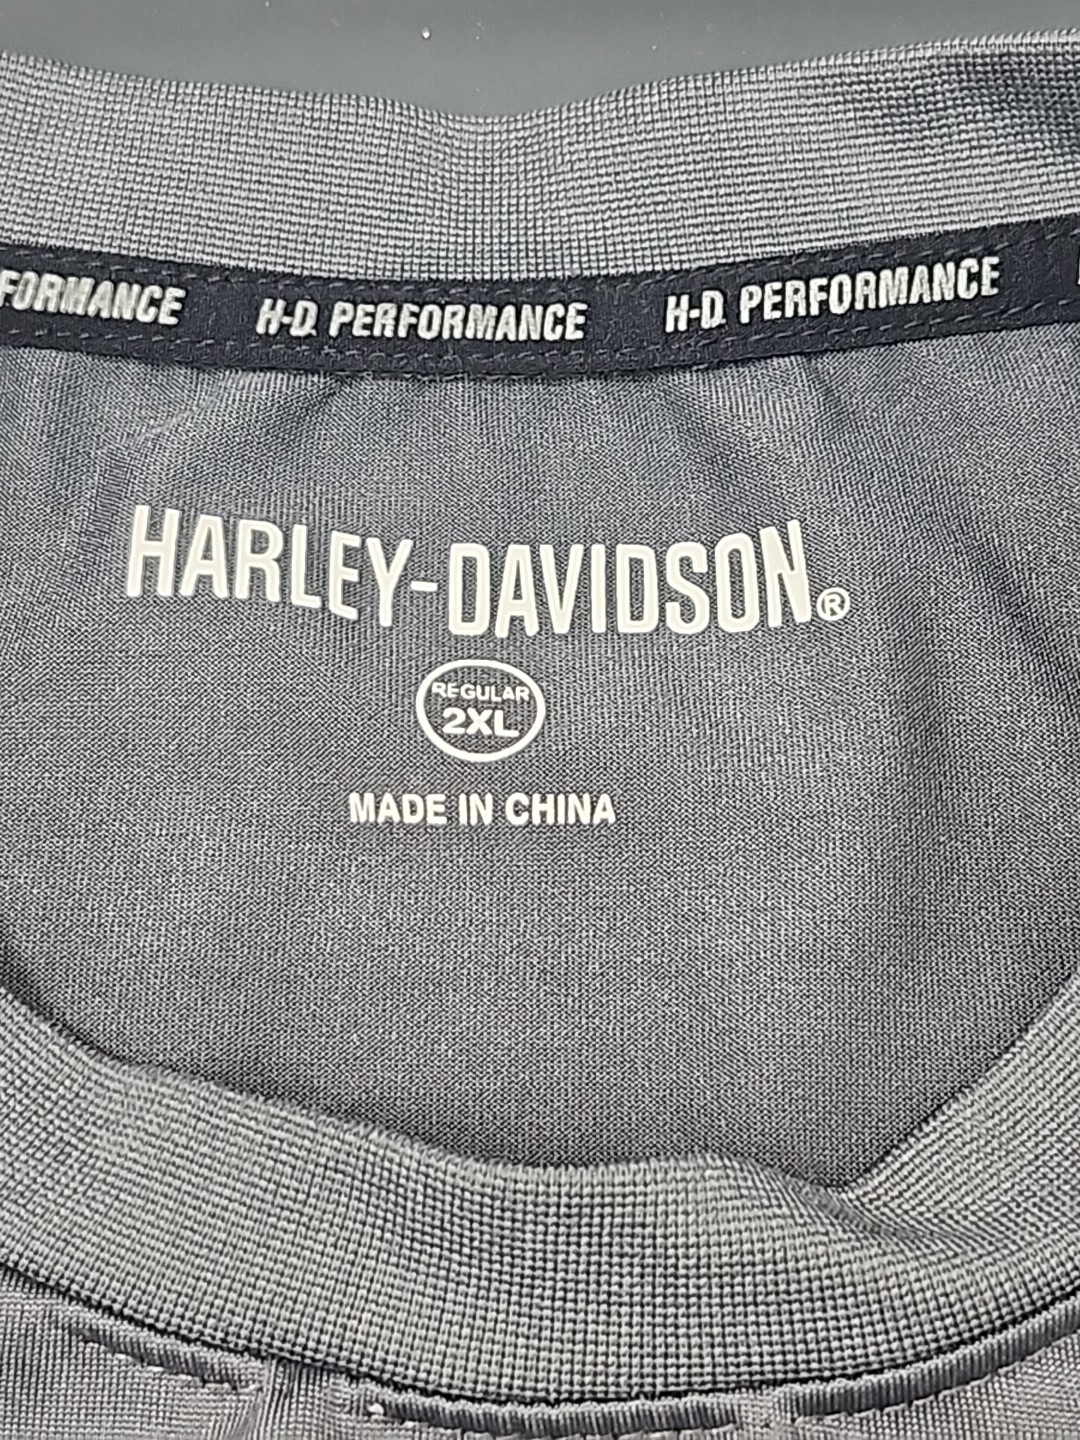 FORMANCE H-D PERFORMANCE H-D PERFORMANCE
HARLEY-DAVIDSON®
REGULAR
2XL
MADE IN CHINA